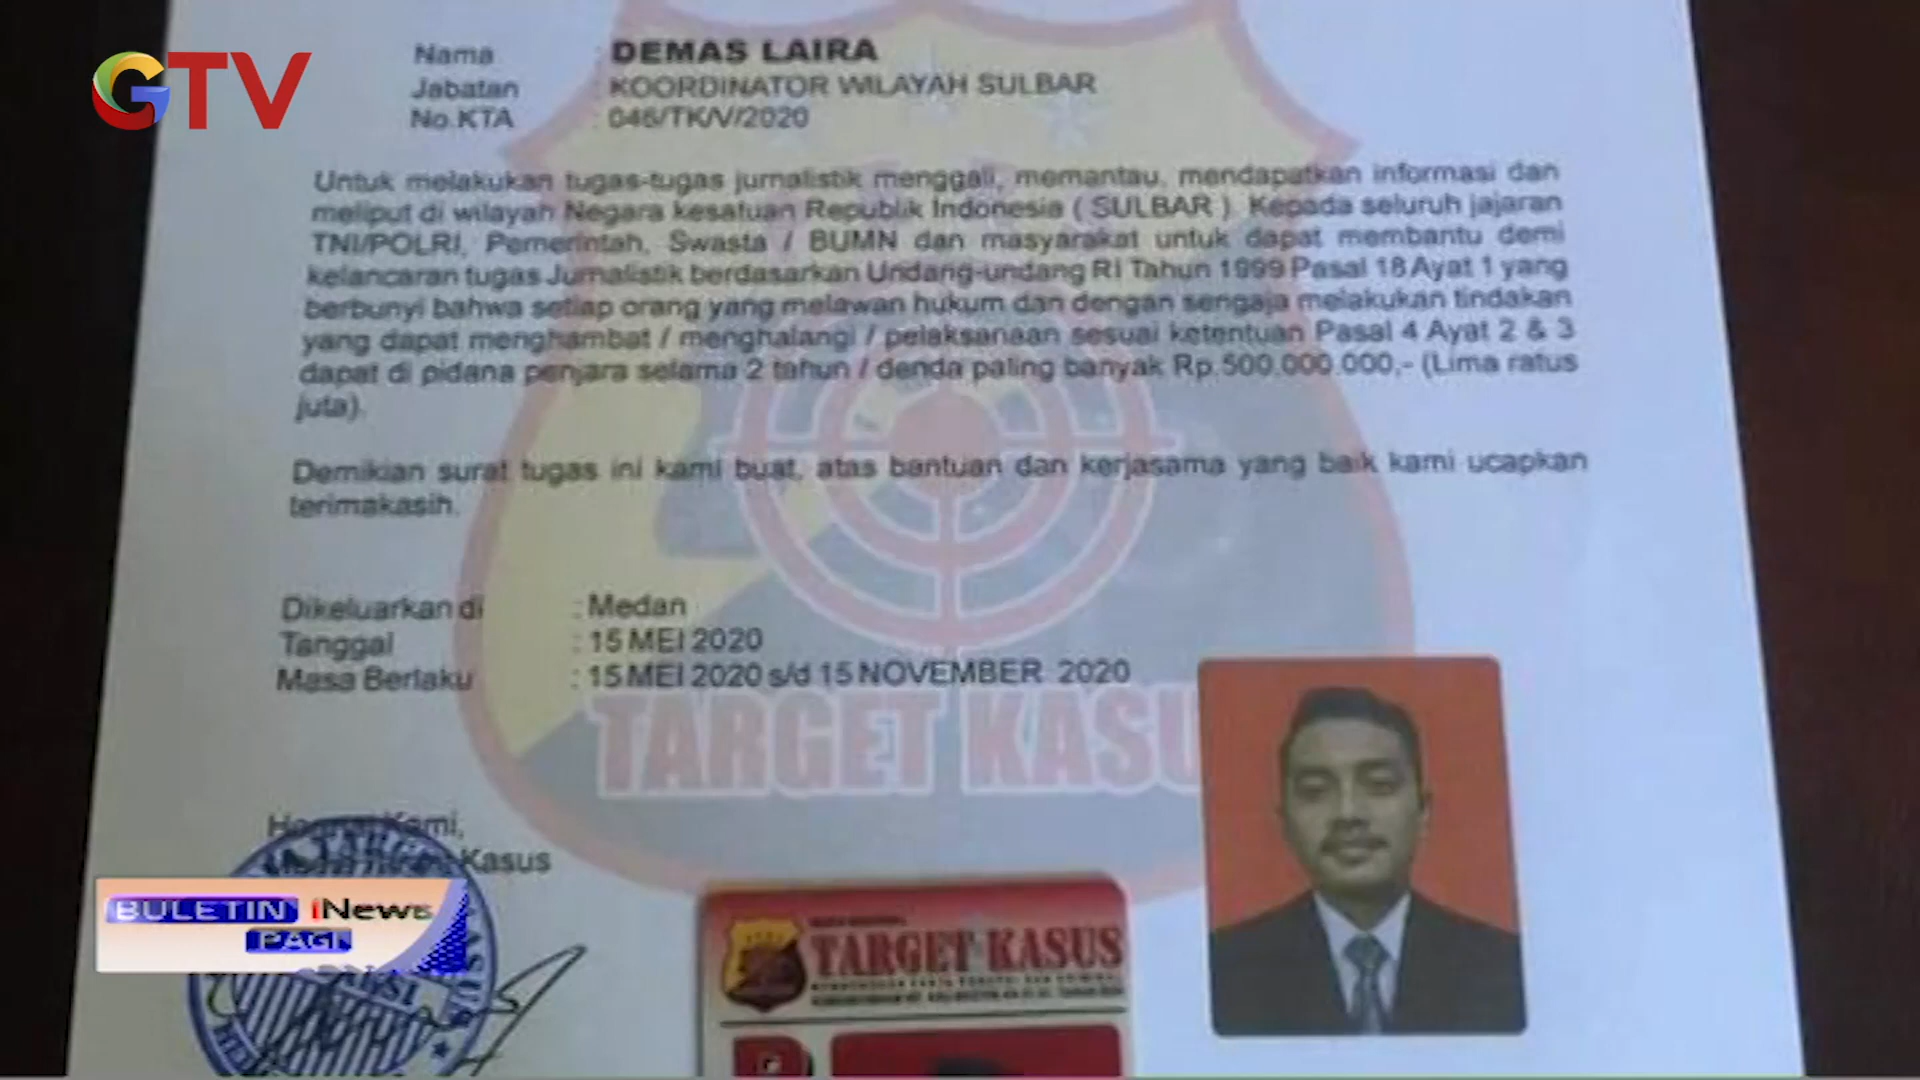 GTV
Nama : DEMAS LAIRA
Jabatan : KOORDINATOR WILAYAH SULBAR
No.KTA : 046/TK/V/2020
Untuk melakukan tugas-tugas jurnalistik menggali, memantau, mendapatkan informasi dan
meliput di wilayah Negara kesatuan Republik Indonesia ( SULBAR ). Kepada seluruh jajaran
TNI/POLRI, Pemerintah, Swasta / BUMN dan masyarakat untuk dapat membantu demi
kelancaran tugas Jurnalistik berdasarkan Undang-undang RI Tahun 1999 Pasal 18 Ayat 1 yang
berbunyi bahwa setiap orang yang melawan hukum dan dengan sengaja melakukan tindakan
yang dapat menghambat / menghalangi / pelaksanaan sesuai ketentuan Pasal 4 Ayat 2 & 3
dapat di pidana penjara selama 2 tahun / denda paling banyak Rp.500.000.000,- (Lima ratus
juta).
Demikian surat tugas ini kami buat, atas bantuan dan kerjasama yang baik kami ucapkan
terimakasih.
Dikeluarkan di : Medan
Tanggal : 15 MEI 2020
Masa Berlaku : 15 MEI 2020 s/d 15 NOVEMBER 2020
TARGET KASU
Kami,
Kasus
BULETIN iNews
PAGI
TARGET KASUS